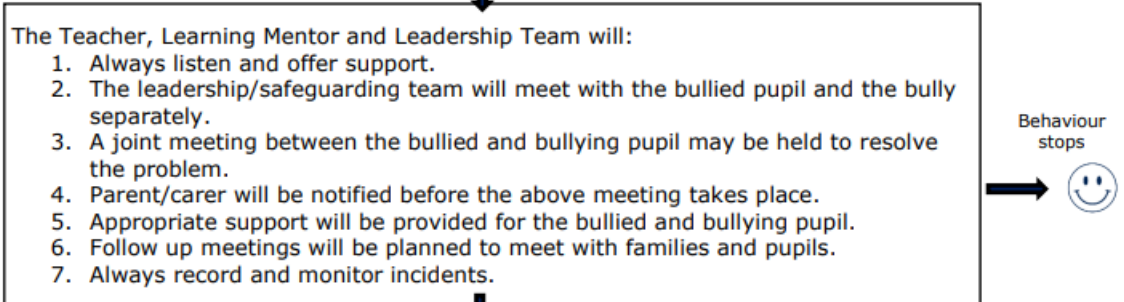 The Teacher, Learning Mentor and Leadership Team will:
1. Always listen and offer support.
2. The leadership/safeguarding team will meet with the bullied pupil and the bully
separately.
3. A joint meeting between the bullied and bullying pupil may be held to resolve
the problem.
4. Parent/carer will be notified before the above meeting takes place.
5. Appropriate support will be provided for the bullied and bullying pupil.
6. Follow up meetings will be planned to meet with families and pupils.
7. Always record and monitor incidents.
Behaviour
stops